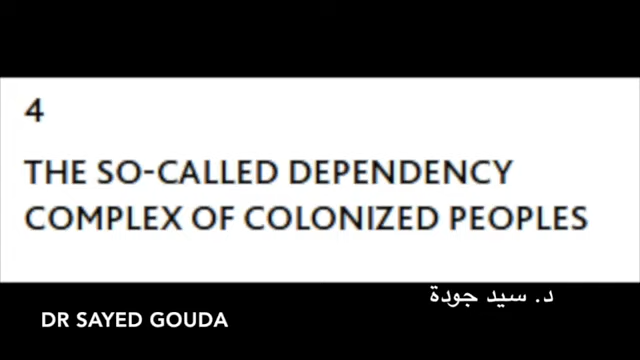 4
THE SO-CALLED DEPENDENCY
COMPLEX OF COLONIZED PEOPLES
د. سيد جودة
DR SAYED GOUDA